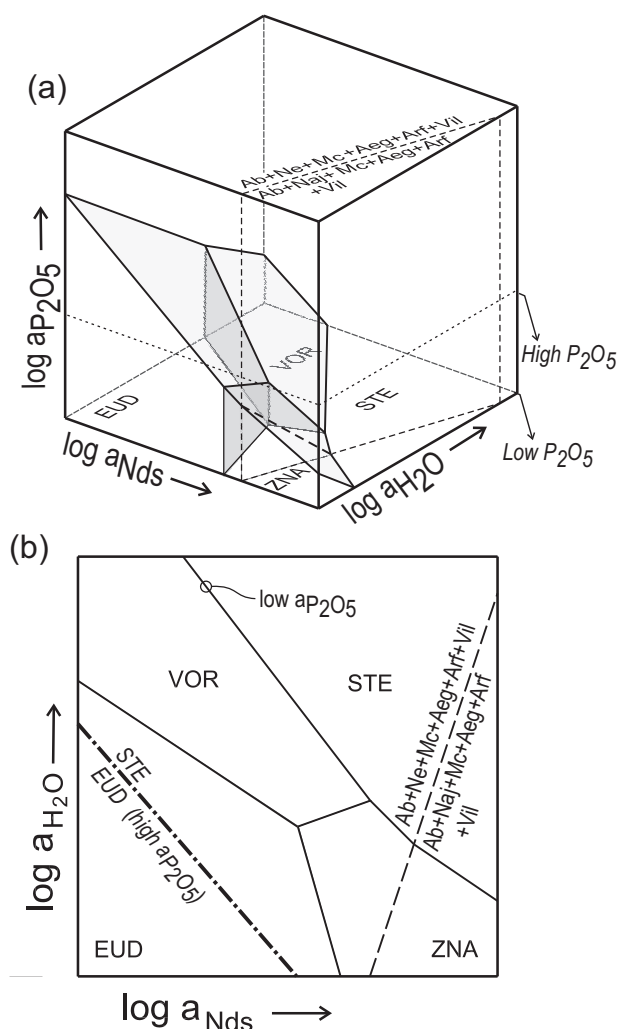 (a)
Ab+Ne+Mc+Aeg+Arf+Vil
Ab+Naj+Mc+Aeg+Arf
+Vil
log aP2O5
VOR
High P2O5
EUD
STE
log aNds
ZNA
log aH2O
Low P2O5
(b)
low aP2O5
VOR
STE
Ab+Ne+Mc+Aeg+Arf+Vil
Ab+Naj+Mc+Aeg+Arf
+Vil
log aH2O
STE
EUD (high aP2O5)
EUD
ZNA
log aNds